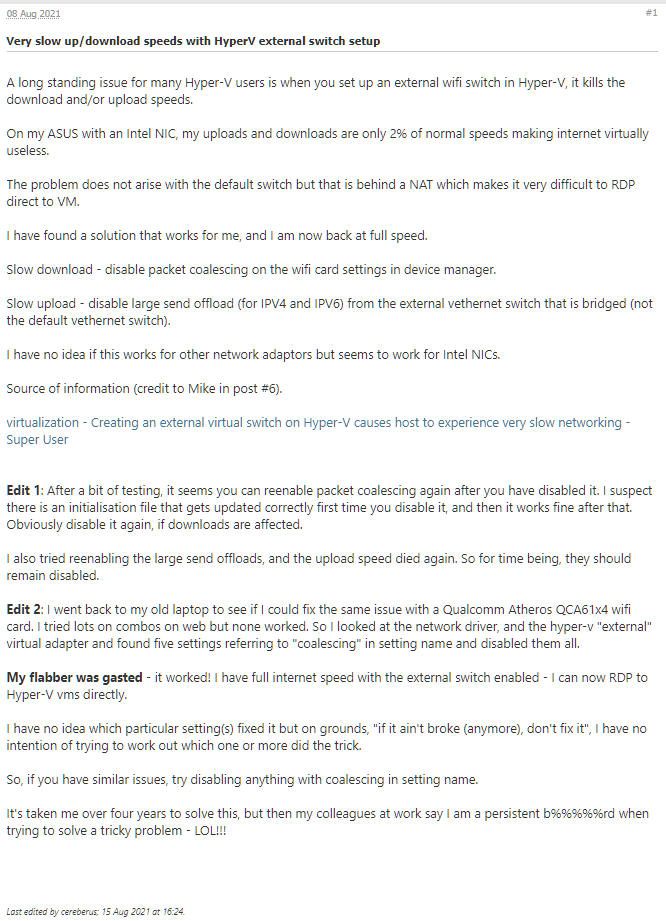 08 Aug 2021
#1
Very slow up/download speeds with HyperV external switch setup
A long standing issue for many Hyper-V users is when you set up an external wifi switch in Hyper-V, it kills the
download and/or upload speeds.
On my ASUS with an Intel NIC, my uploads and downloads are only 2% of normal speeds making internet virtually
useless.
The problem does not arise with the default switch but that is behind a NAT which makes it very difficult to RDP
direct to VM.
I have found a solution that works for me, and I am now back at full speed.
Slow download - disable packet coalescing on the wifi card settings in device manager.
Slow upload - disable large send offload (for IPV4 and IPV6) from the external vethernet switch that is bridged (not
the default vethernet switch).
I have no idea if this works for other network adaptors but seems to work for Intel NICs.
Source of information (credit to Mike in post #6).
virtualization - Creating an external virtual switch on Hyper-V causes host to experience very slow networking -
Super User
Edit 1: After a bit of testing, it seems you can reenable packet coalescing again after you have disabled it. I suspect
there is an initialisation file that gets updated correctly first time you disable it, and then it works fine after that.
Obviously disable it again, if downloads are affected.
I also tried reenabling the large send offloads, and the upload speed died again. So for time being, they should
remain disabled.
Edit 2: I went back to my old laptop to see if I could fix the same issue with a Qualcomm Atheros QCA61x4 wifi
card. I tried lots on combos on web but none worked. So I looked at the network driver, and the hyper-v "external"
virtual adapter and found five settings referring to "coalescing" in setting name and disabled them all.
My flabber was gasted - it worked! I have full internet speed with the external switch enabled - I can now RDP to
Hyper-V vms directly.
I have no idea which particular setting(s) fixed it but on grounds, "if it ain't broke (anymore), don't fix it", I have no
intention of trying to work out which one or more did the trick.
So, if you have similar issues, try disabling anything with coalescing in setting name.
It's taken me over four years to solve this, but then my colleagues at work say I am a persistent b%%%%%rd when
trying to solve a tricky problem - LOL!!!
Last edited by cereberus; 15 Aug 2021 at 16:24.